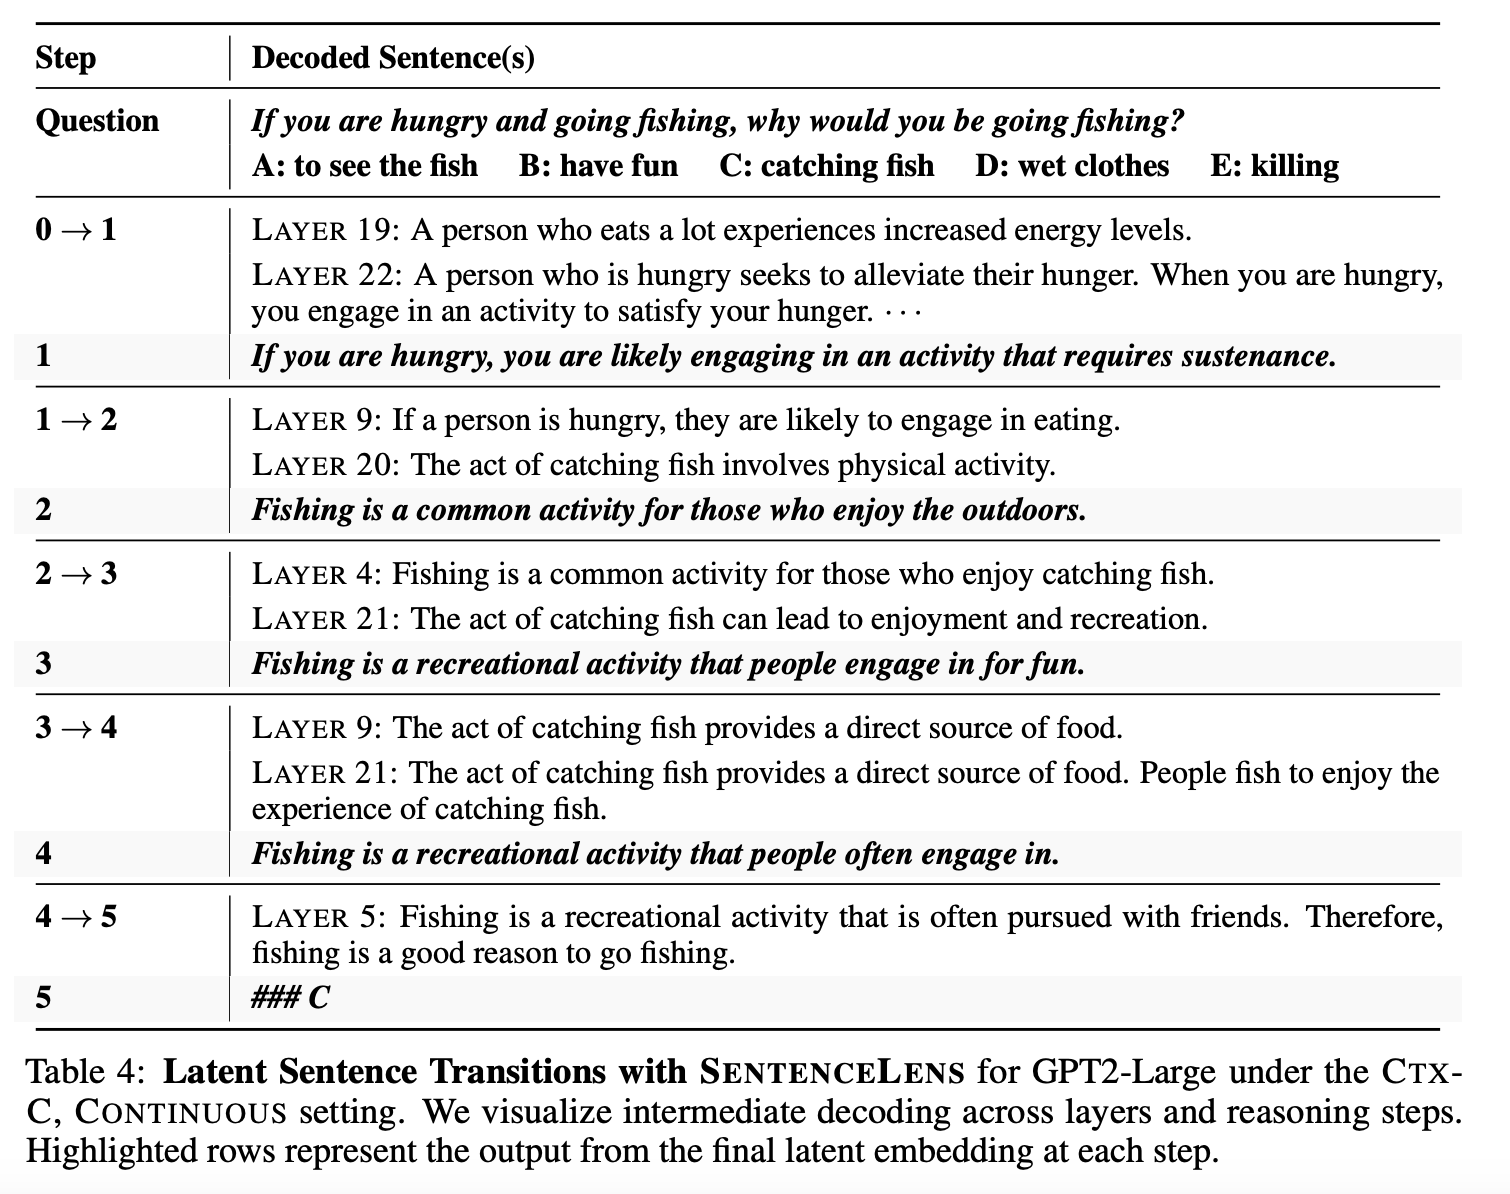 Step Decoded Sentence(s)
Question If you are hungry and going fishing, why would you be going fishing?
A: to see the fish B: have fun C: catching fish D: wet clothes E: killing
0 → 1 LAYER 19: A person who eats a lot experiences increased energy levels.
LAYER 22: A person who is hungry seeks to alleviate their hunger. When you are hungry,
you engage in an activity to satisfy your hunger. · · ·
1 If you are hungry, you are likely engaging in an activity that requires sustenance.
1 → 2 LAYER 9: If a person is hungry, they are likely to engage in eating.
LAYER 20: The act of catching fish involves physical activity.
2 Fishing is a common activity for those who enjoy the outdoors.
2 → 3 LAYER 4: Fishing is a common activity for those who enjoy catching fish.
LAYER 21: The act of catching fish can lead to enjoyment and recreation.
3 Fishing is a recreational activity that people engage in for fun.
3 → 4 LAYER 9: The act of catching fish provides a direct source of food.
LAYER 21: The act of catching fish provides a direct source of food. People fish to enjoy the
experience of catching fish.
4 Fishing is a recreational activity that people often engage in.
4 → 5 LAYER 5: Fishing is a recreational activity that is often pursued with friends. Therefore,
fishing is a good reason to go fishing.
5 ### C
Table 4: Latent Sentence Transitions with SENTENCELENS for GPT2-Large under the CTX-
C, CONTINUOUS setting. We visualize intermediate decoding across layers and reasoning steps.
Highlighted rows represent the output from the final latent embedding at each step.